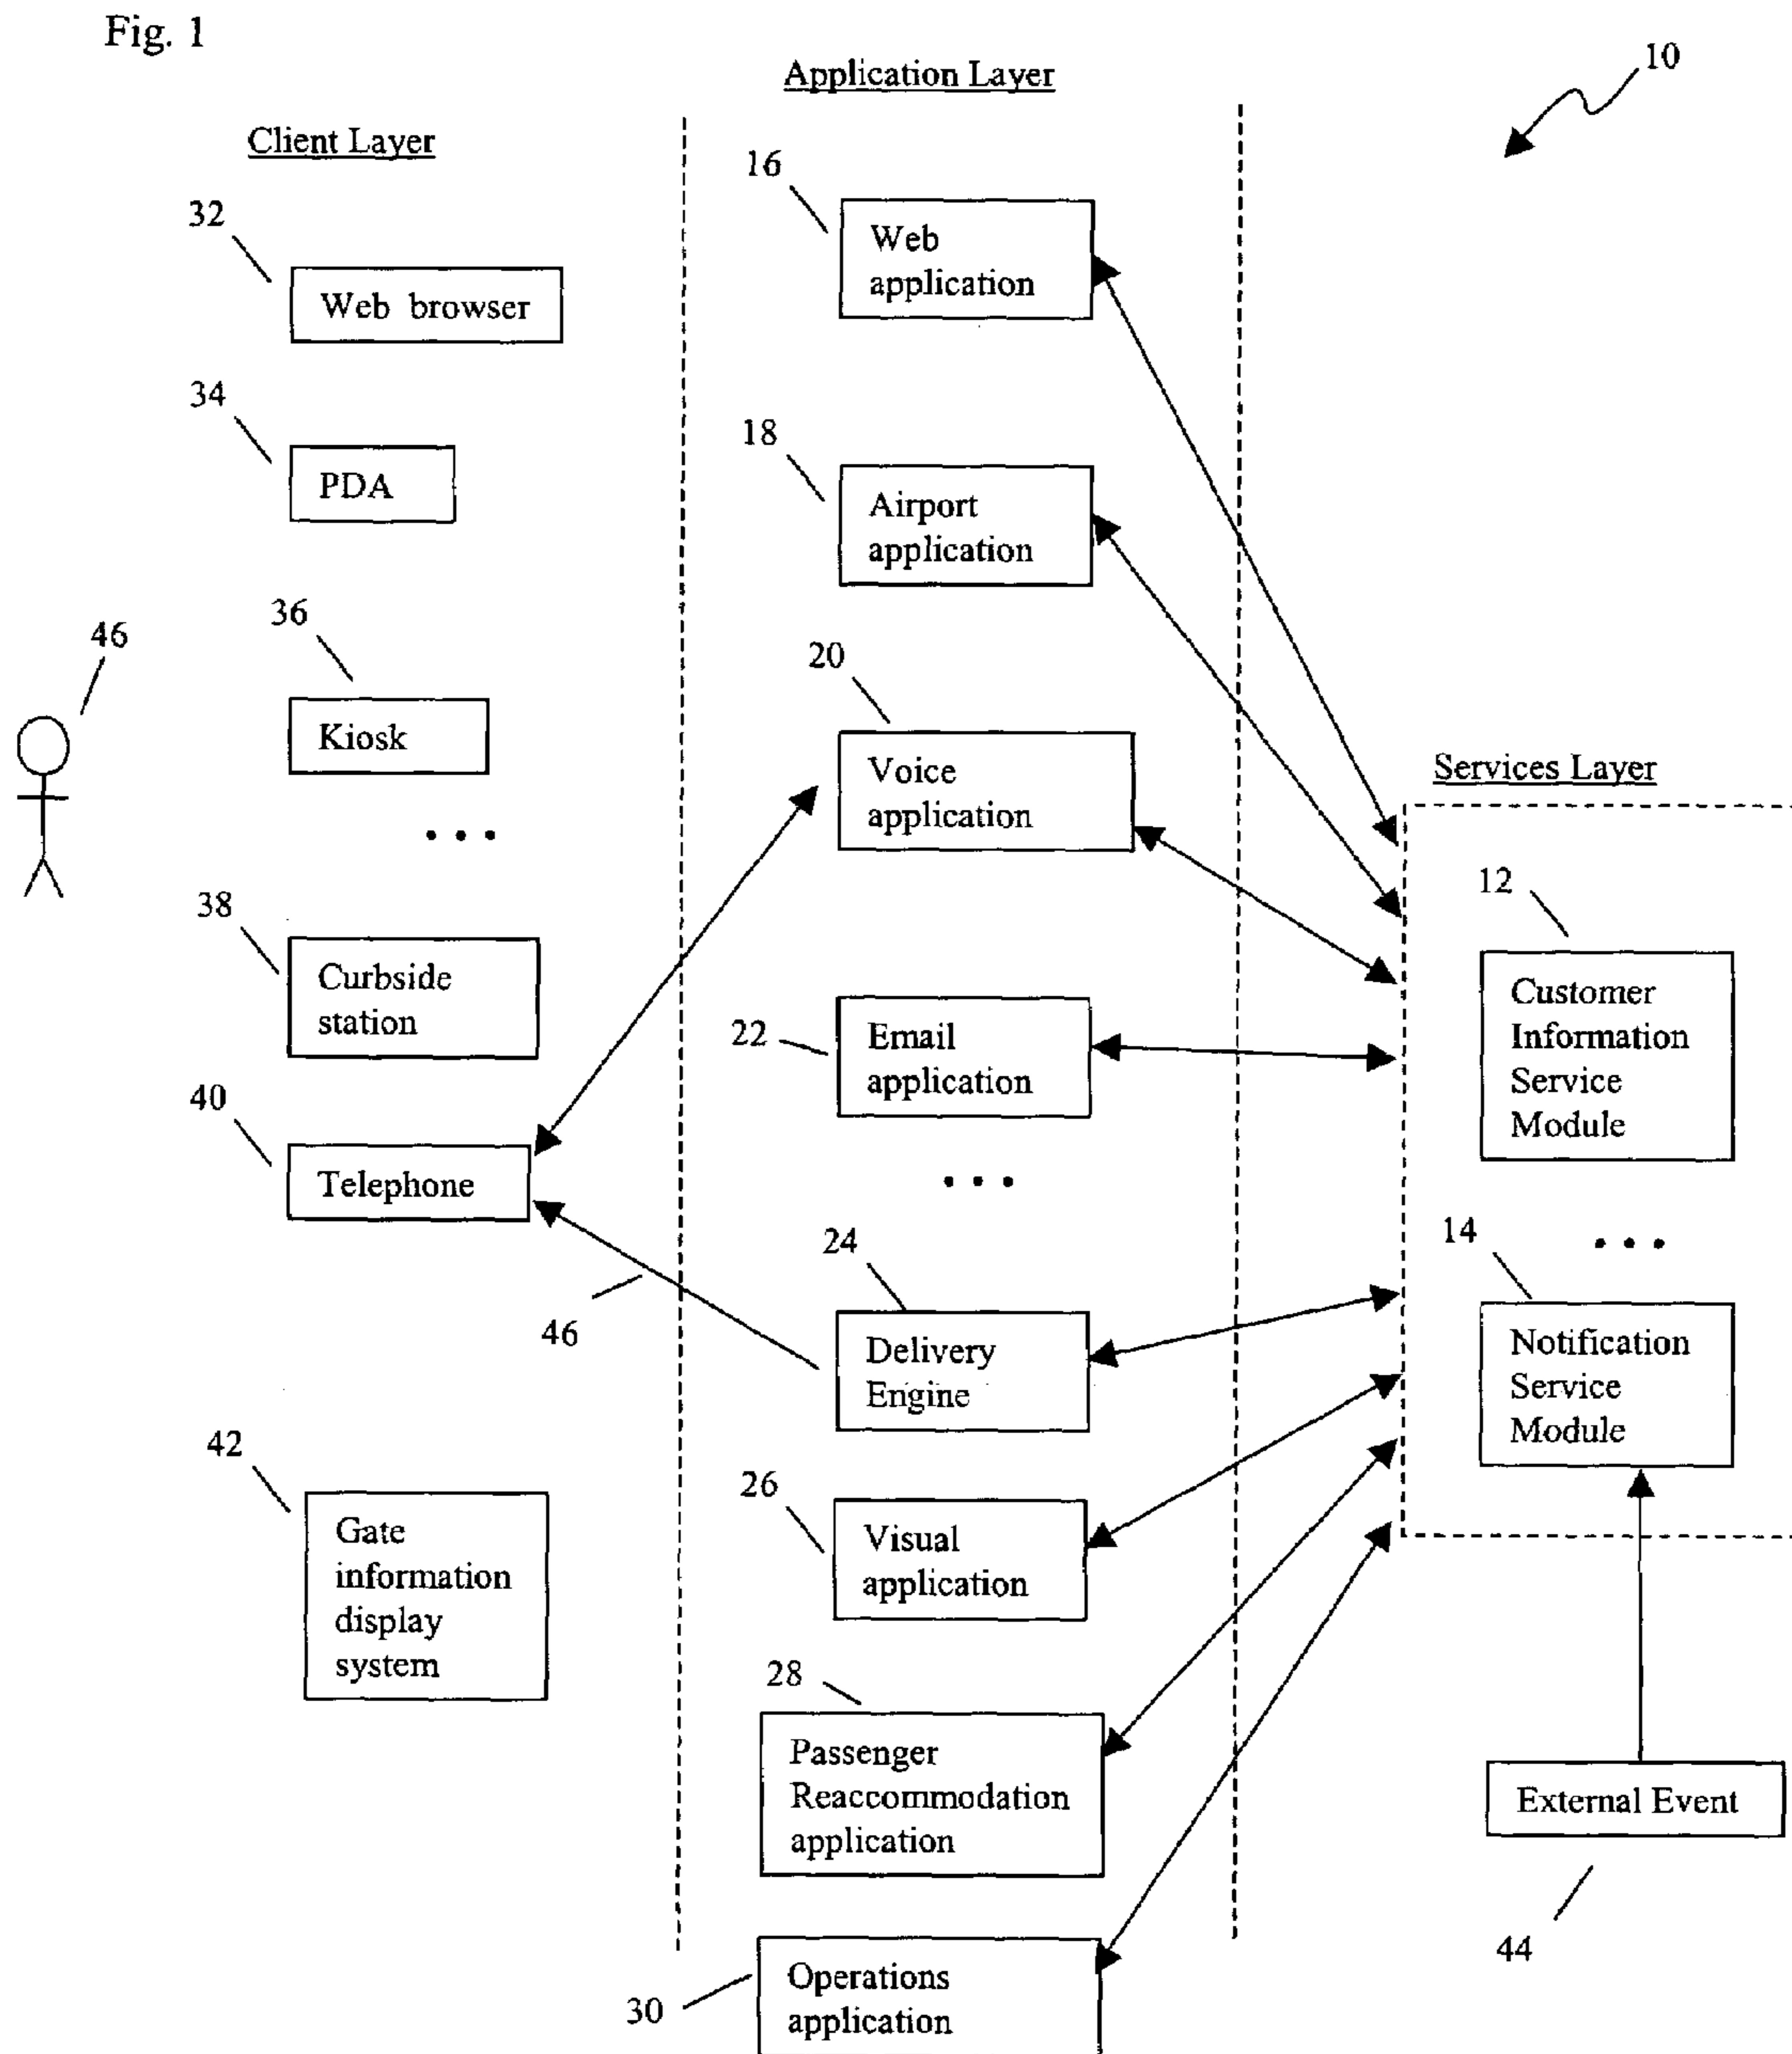 Fig. 1
Application Layer
10
Client Layer
16
Web
application
32
Web browser
34
PDA
18
Airport
application
36
Kiosk
46
20
Voice
application
Services Layer
• • •
38
Curbside
station
12
Customer
Information
Service
Module
22
Email
application
40
Telephone
• • •
14
• • •
Notification
Service
Module
24
Delivery
Engine
46
42
Gate
information
display
system
26
Visual
application
28
Passenger
Reaccommodation
application
External Event
44
30
Operations
application